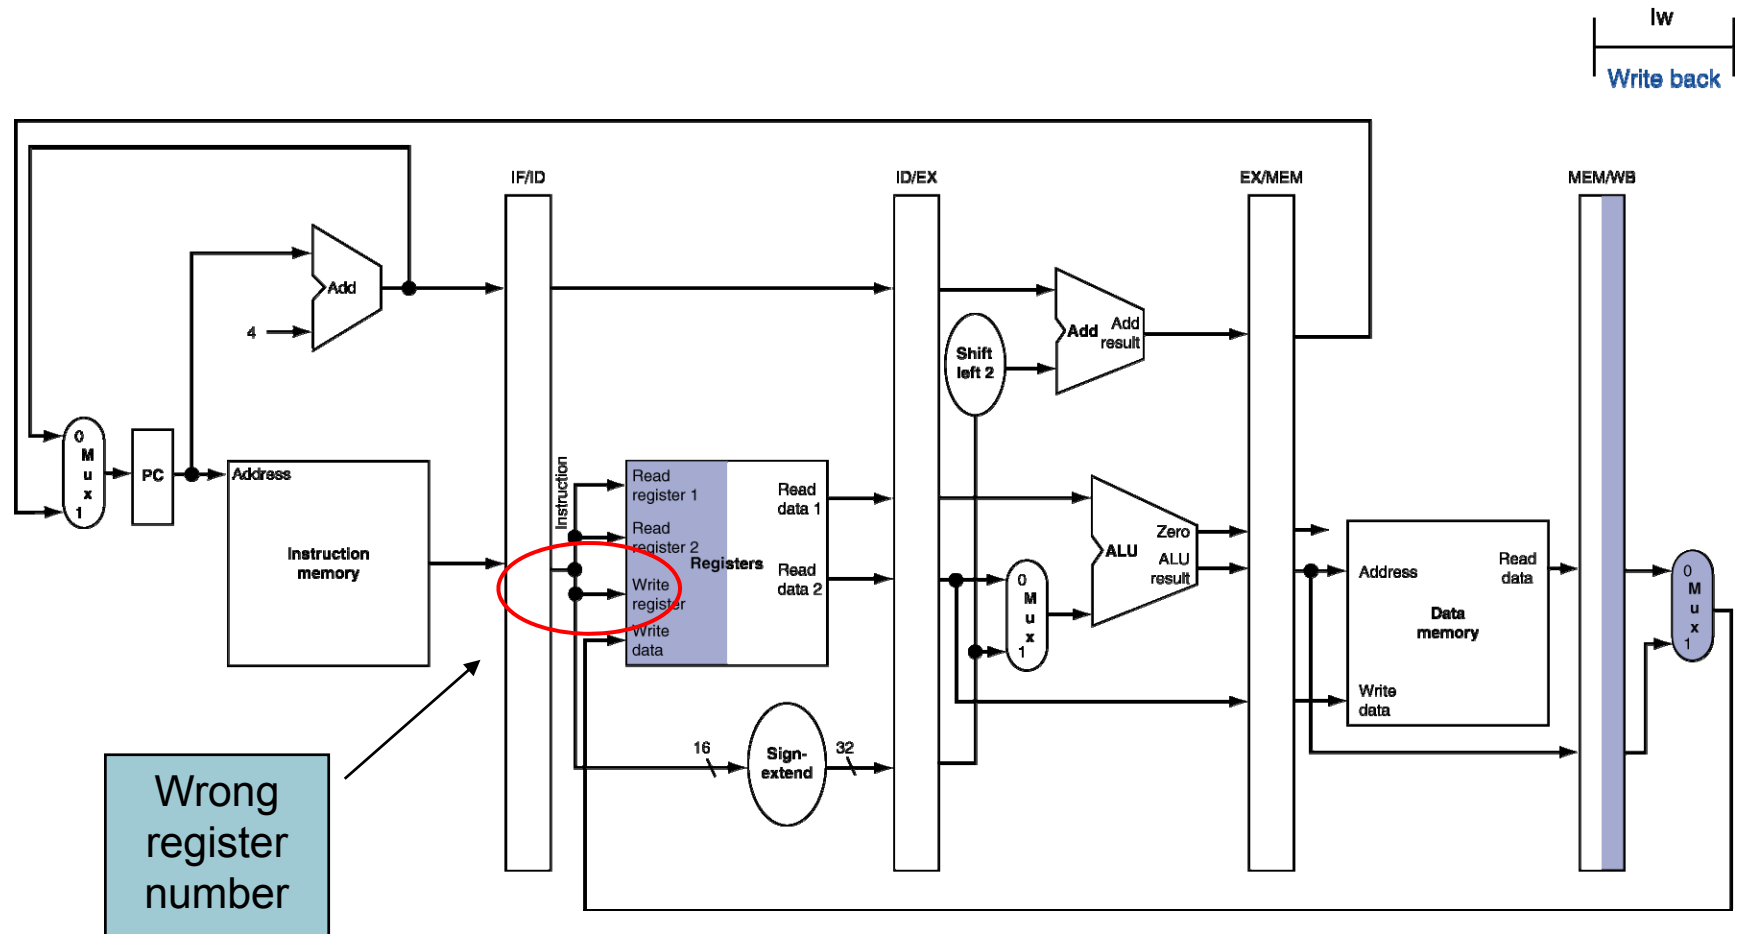 lw
Write back
IF/ID
ID/EX
EX/MEM
MEM/WB
Add
4
Shift
left 2
Add
Add
result
0
M
u
x
1
PC
Address
Instruction
memory
Instruction
Read
register 1
Read
register 2
Registers
Write
register
Write
data
Read
data 1
Read
data 2
0
M
u
x
1
Zero
ALU
ALU
result
Address
Read
data
Data
memory
Write
data
0
M
u
x
1
16
Sign-
extend
32
Wrong
register
number